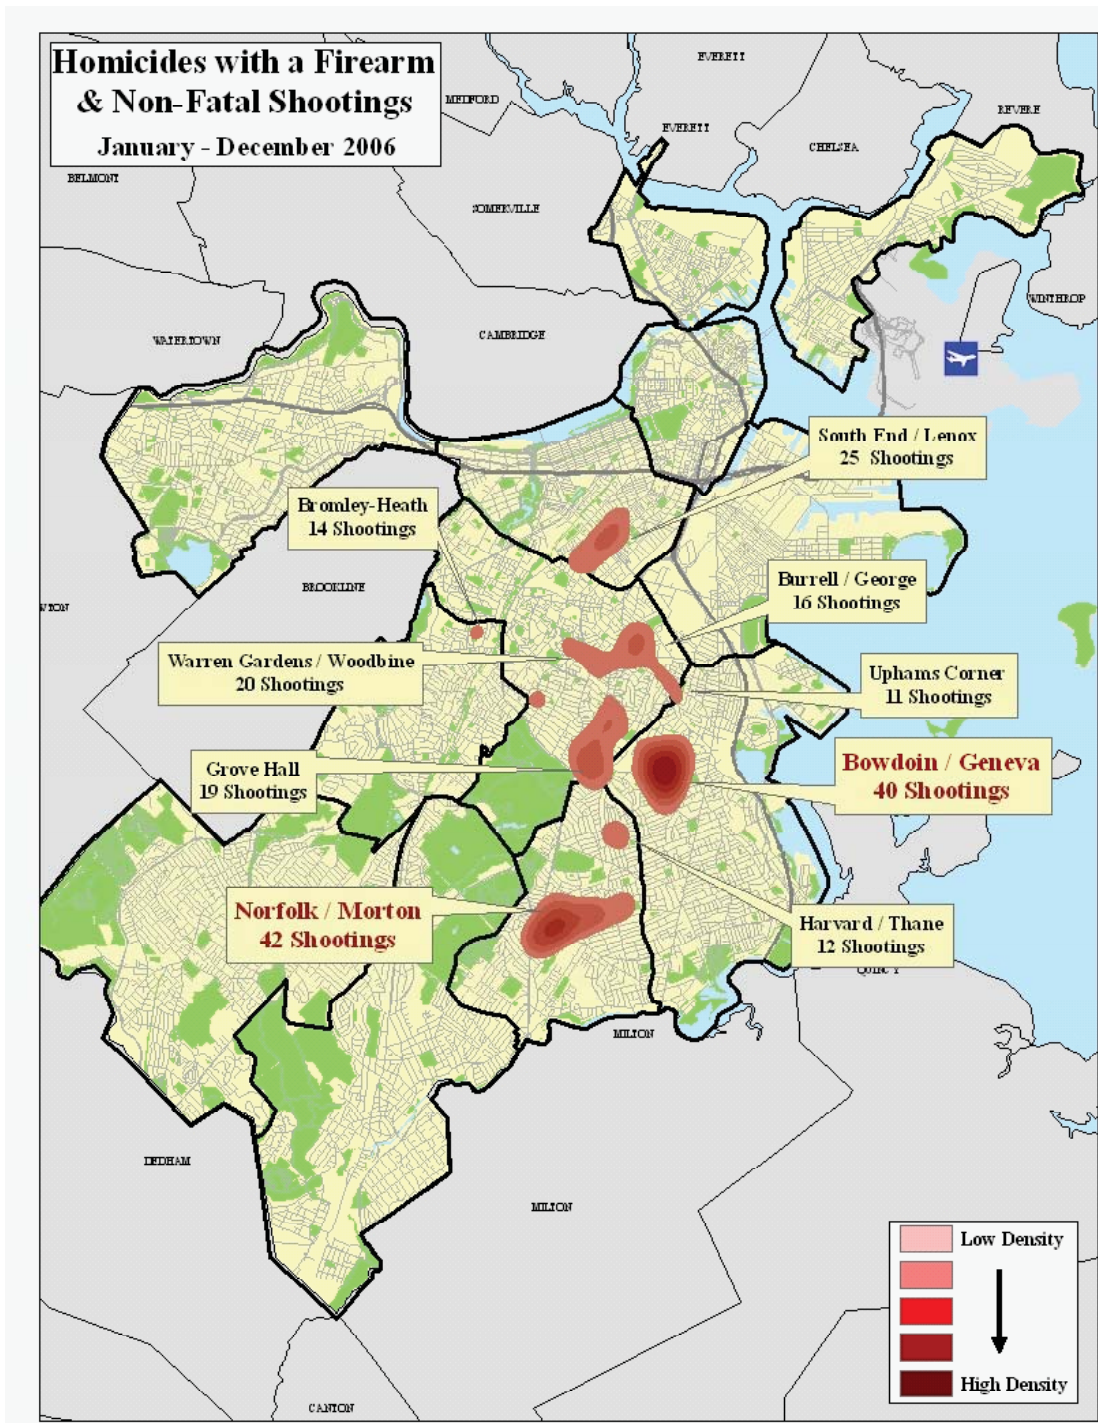 Homicides with a Firearm
& Non-Fatal Shootings
January - December 2006
EVERETT
MEDFORD
REVERE
EVERETT
CHELSEA
BELMONT
SOMERVILLE
WINTHROP
WATERTOWN
CAMBRIDGE
South End / Lenox
25 Shootings
Bromley-Heath
14 Shootings
Burrell / George
16 Shootings
BROOKLINE
WTON
Warren Gardens / Woodbine
20 Shootings
Uphams Corner
11 Shootings
Grove Hall
19 Shootings
Bowdoin / Geneva
40 Shootings
Norfolk / Morton
42 Shootings
Harvard / Thane
12 Shootings
QUINCY
MILTON
DEDHAM
MILTON
Low Density
High Density
CANTON